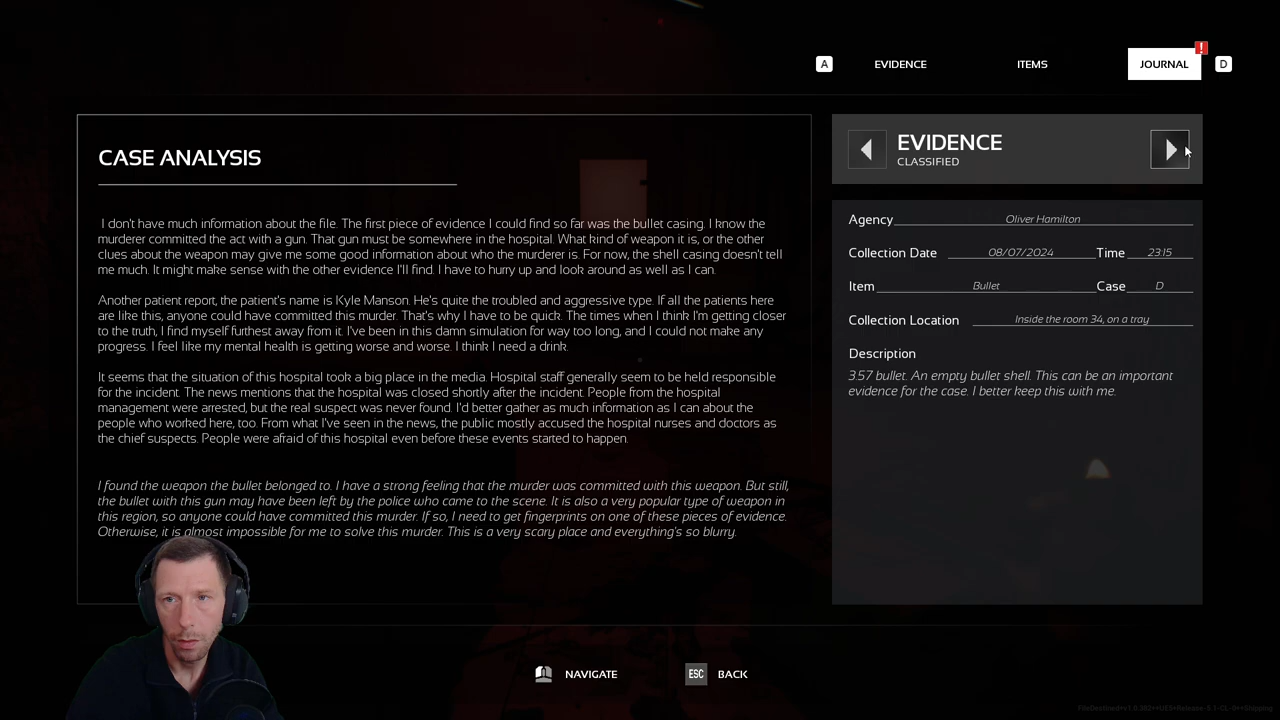 A
EVIDENCE
ITEMS
JOURNAL
!
D
CASE ANALYSIS
I don't have much information about the file. The first piece of evidence I could find so far was the bullet casing. I know the
murderer committed the act with a gun. That gun must be somewhere in the hospital. What kind of weapon it is, or the other
clues about the weapon may give me some good information about who the murderer is. For now, the shell casing doesn't tell
me much. It might make sense with the other evidence I'll find. I have to hurry up and look around as well as I can.
Another patient report, the patient's name is Kyle Manson. He's quite the troubled and aggressive type. If all the patients here
are like this, anyone could have committed this murder. That's why I have to be quick. The times when I think I'm getting closer
to the truth, I find myself furthest away from it. I've been in this damn simulation for way too long, and I could not make any
progress. I feel like my mental health is getting worse and worse. I think I need a drink.
It seems that the situation of this hospital took a big place in the media. Hospital staff generally seem to be held responsible
for the incident. The news mentions that the hospital was closed shortly after the incident. People from the hospital
management were arrested, but the real suspect was never found. I'd better gather as much information as I can about the
people who worked here, too. From what I've seen in the news, the public mostly accused the hospital nurses and doctors as
the chief suspects. People were afraid of this hospital even before these events started to happen.
I found the weapon the bullet belonged to. I have a strong feeling that the murder was committed with this weapon. But still,
the bullet with this gun may have been left by the police who came to the scene. It is also a very popular type of weapon in
this region, so anyone could have committed this murder. If so, I need to get fingerprints on one of these pieces of evidence.
Otherwise, it is almost impossible for me to solve this murder. This is a very scary place and everything's so blurry.
EVIDENCE
CLASSIFIED
Agency Oliver Hamilton
Collection Date 08/07/2024 Time 23:15
Item Bullet Case D
Collection Location Inside the room 34, on a tray
Description
3.57 bullet. An empty bullet shell. This can be an important
evidence for the case. I better keep this with me.
NAVIGATE
ESC BACK